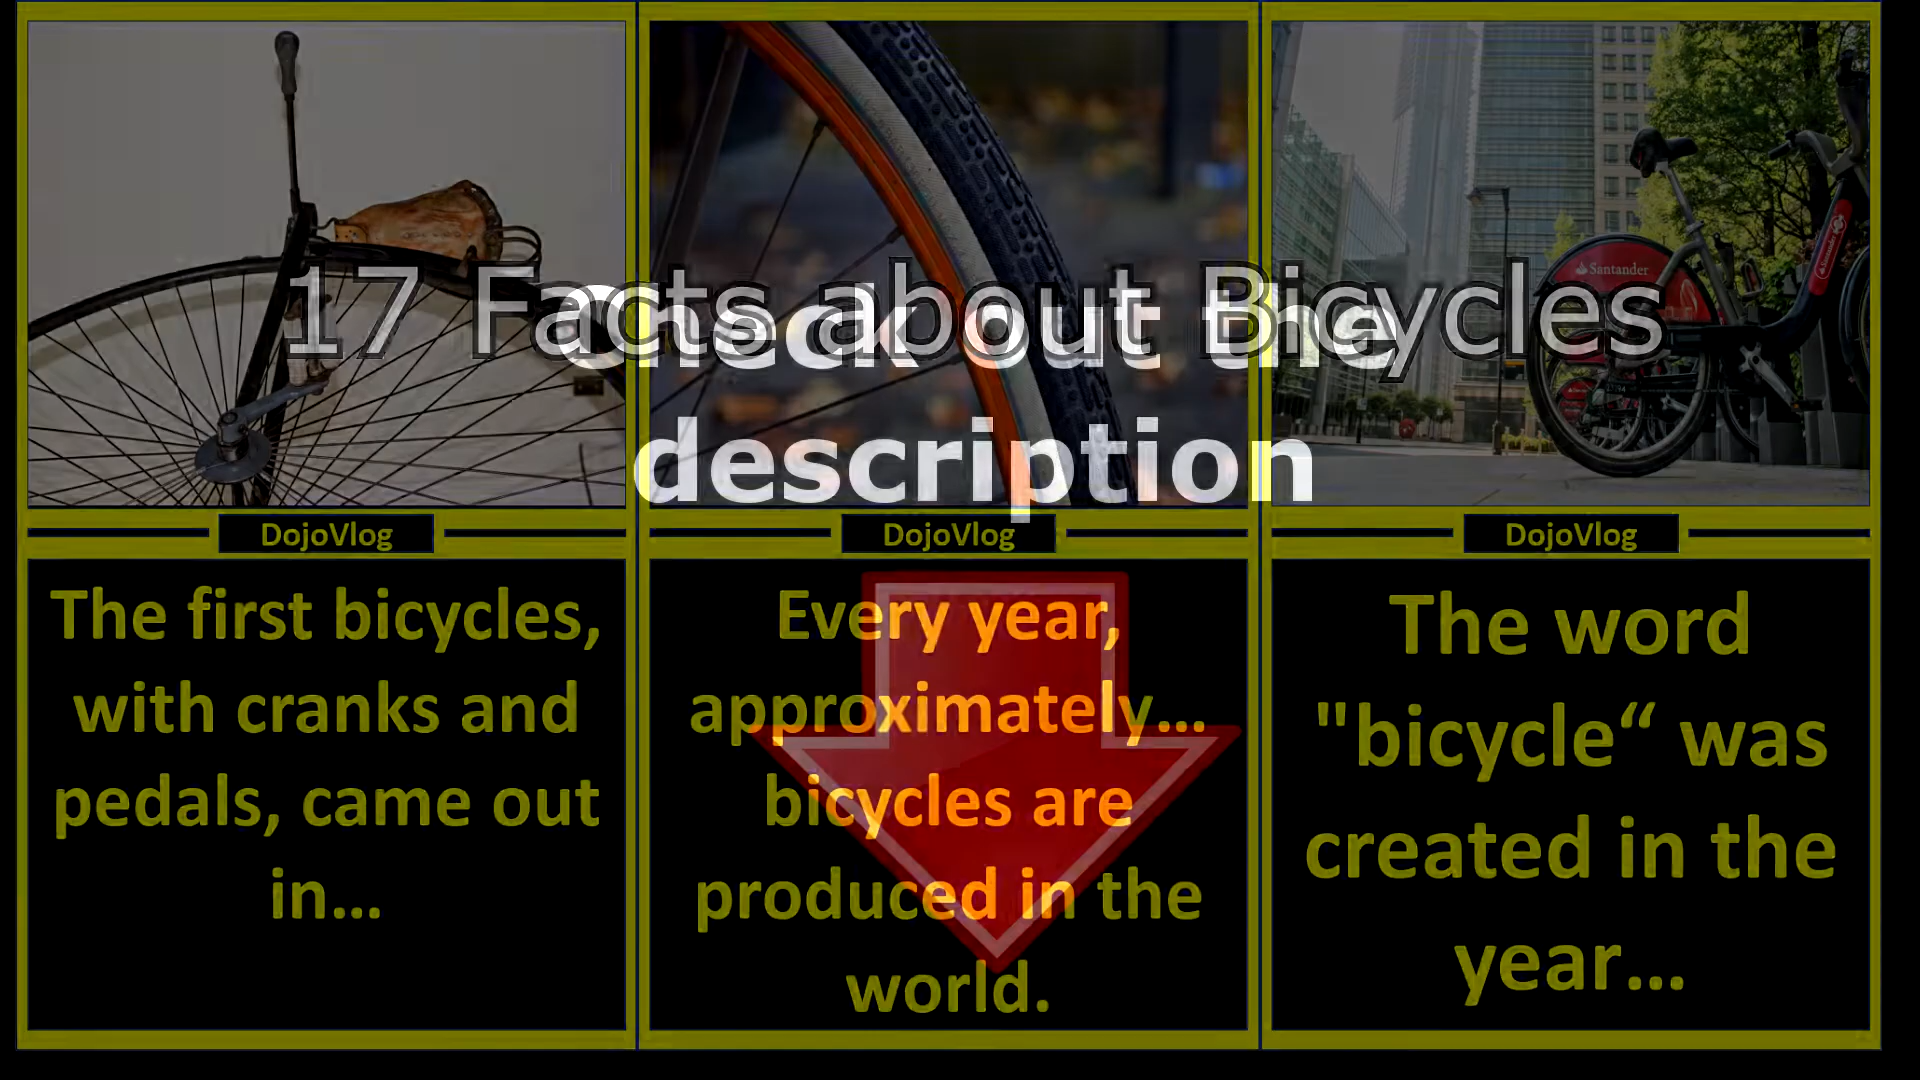 17 Facts about Bicycles
Check out the
description
Santander
Santander
DojoVlog
DojoVlog
DojoVlog
The first bicycles,
with cranks and
pedals, came out
in...
Every year,
approximately...
bicycles are
produced in the
world.
The word
"bicycle“ was
created in the
year...